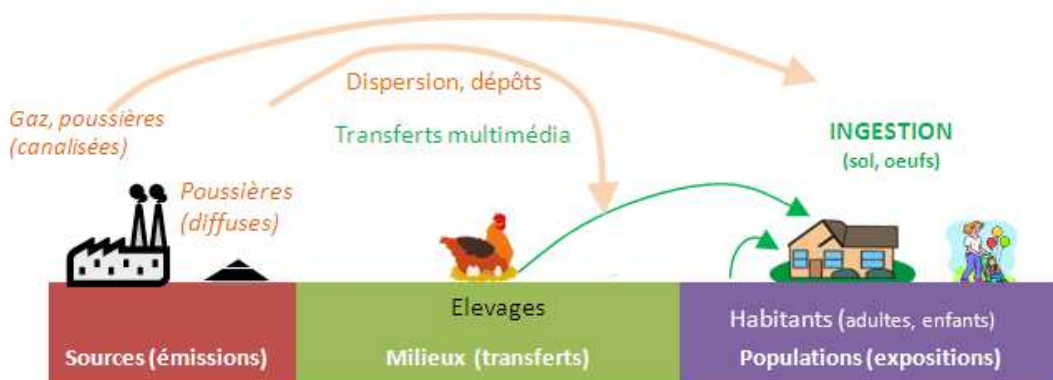 Dispersion, dépôts
Gaz, poussières
(canalisées)
Transferts multimédia
INGESTION
(sol, oeufs)
Poussières
(diffuses)
Elevages
Habitants (adultes, enfants)
Sources (émissions)
Milieux (transferts)
Populations (expositions)